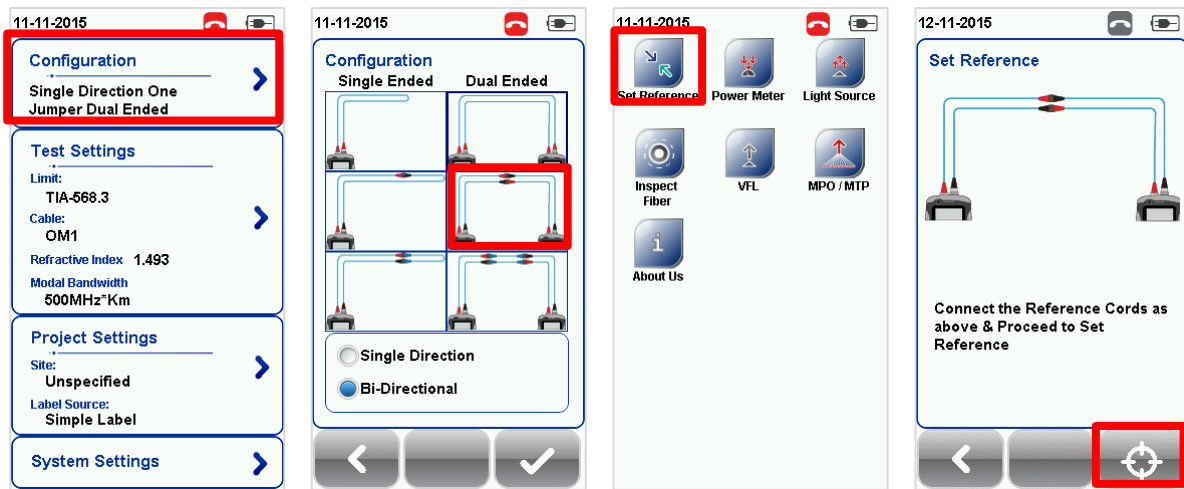 11-11-2015
Configuration
Single Direction One
Jumper Dual Ended
Test Settings
Limit:
TIA-568.3
Cable:
OM1
Refractive Index 1.493
Modal Bandwidth
500MHz*Km
Project Settings
Site:
Unspecified
Label Source:
Simple Label
System Settings
11-11-2015
Configuration
Single Ended Dual Ended
Single Direction
Bi-Directional
11-11-2015
Set Reference Power Meter Light Source
Inspect
Fiber
VFL
MPO / MTP
i
About Us
12-11-2015
Set Reference
Connect the Reference Cords as
above & Proceed to Set
Reference